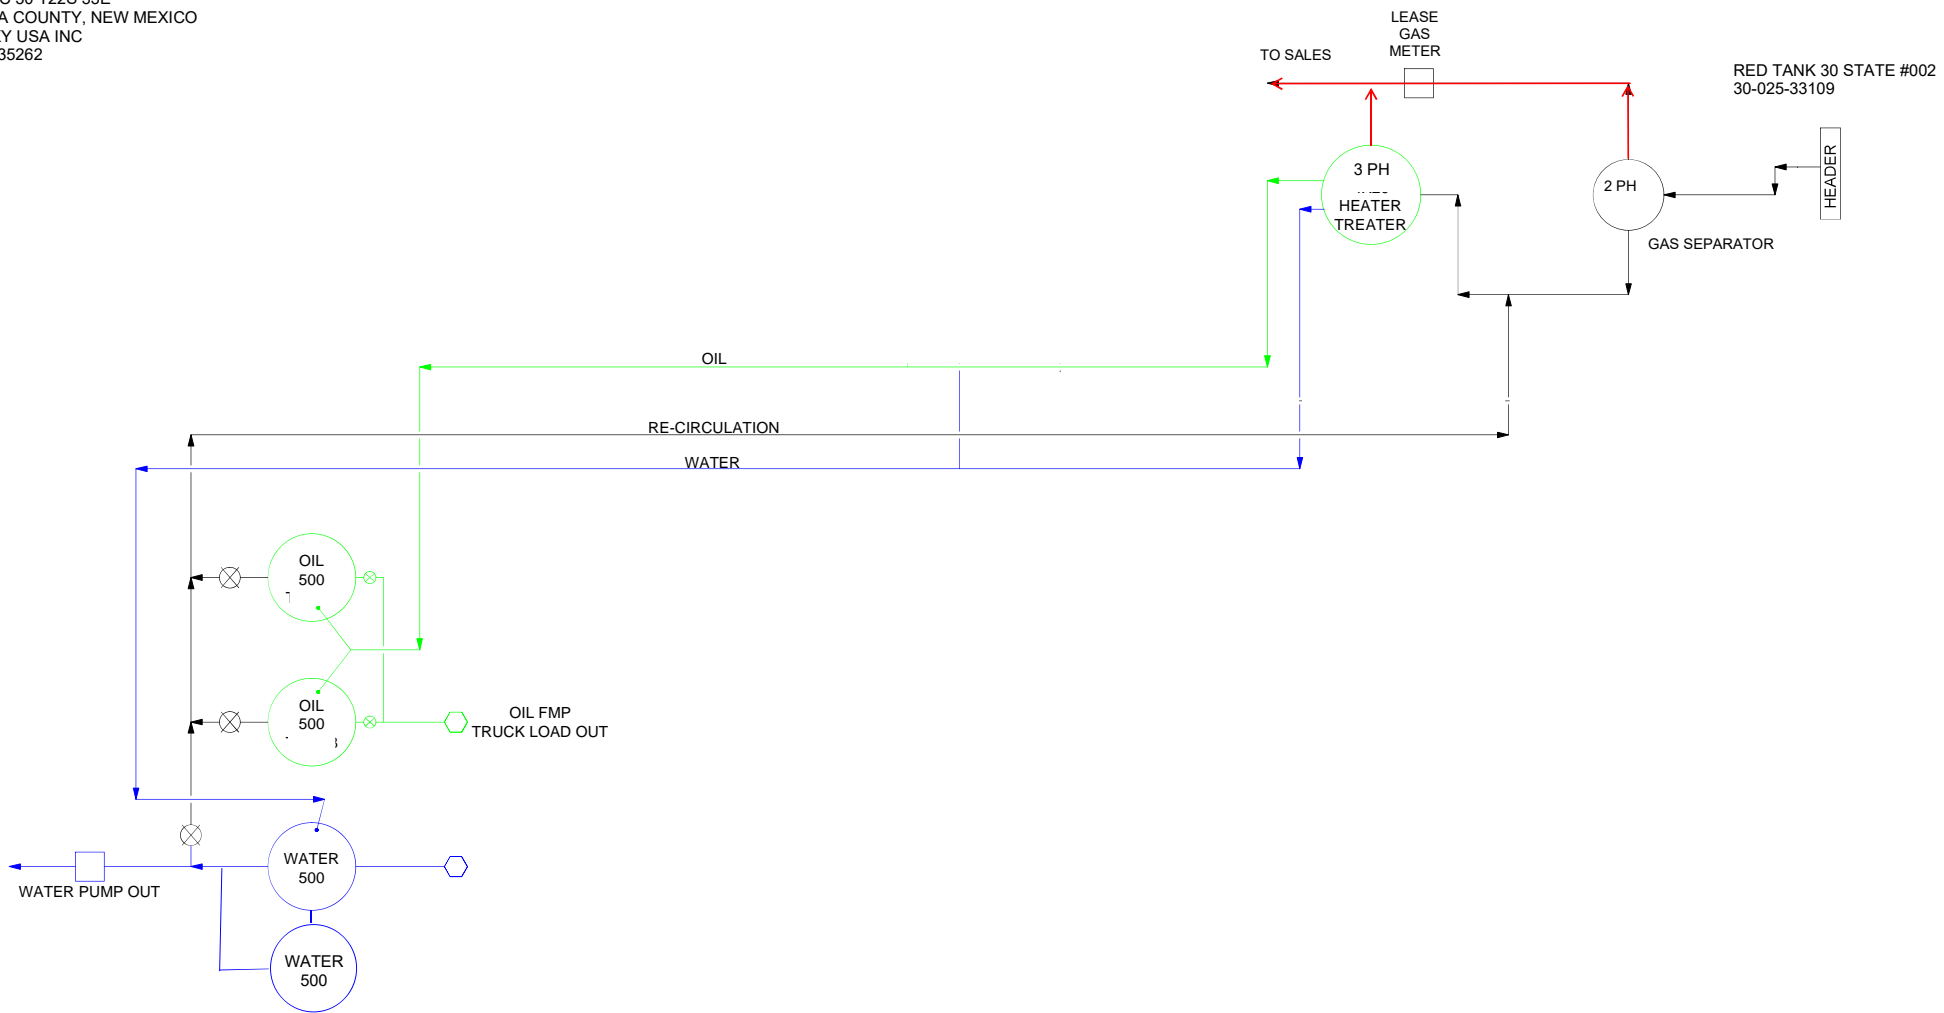 A COUNTY, NEW MEXICO
Y USA INC
35262
LEASE
GAS
METER
TO SALES
RED TANK 30 STATE #002
30-025-33109
HEADER
3 PH
HEATER
TREATER
2 PH
GAS SEPARATOR
OIL
RE-CIRCULATION
WATER
OIL
500
OIL
500
OIL FMP
TRUCK LOAD OUT
WATER
500
WATER PUMP OUT
WATER
500